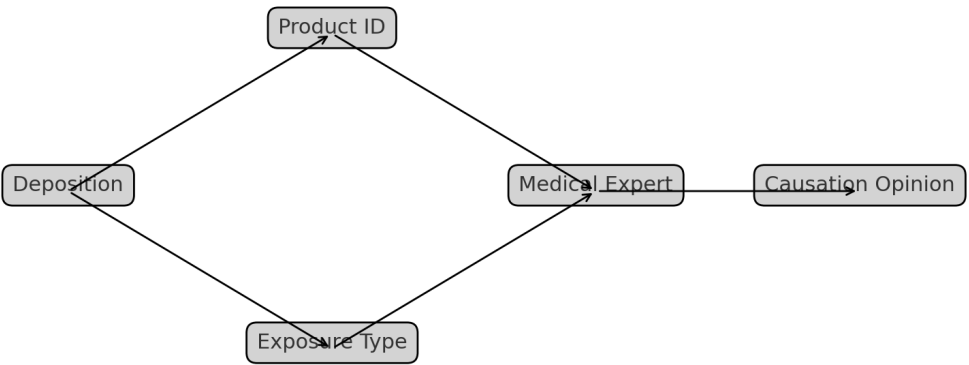 Product ID
Deposition
Medical Expert
Causation Opinion
Exposure Type